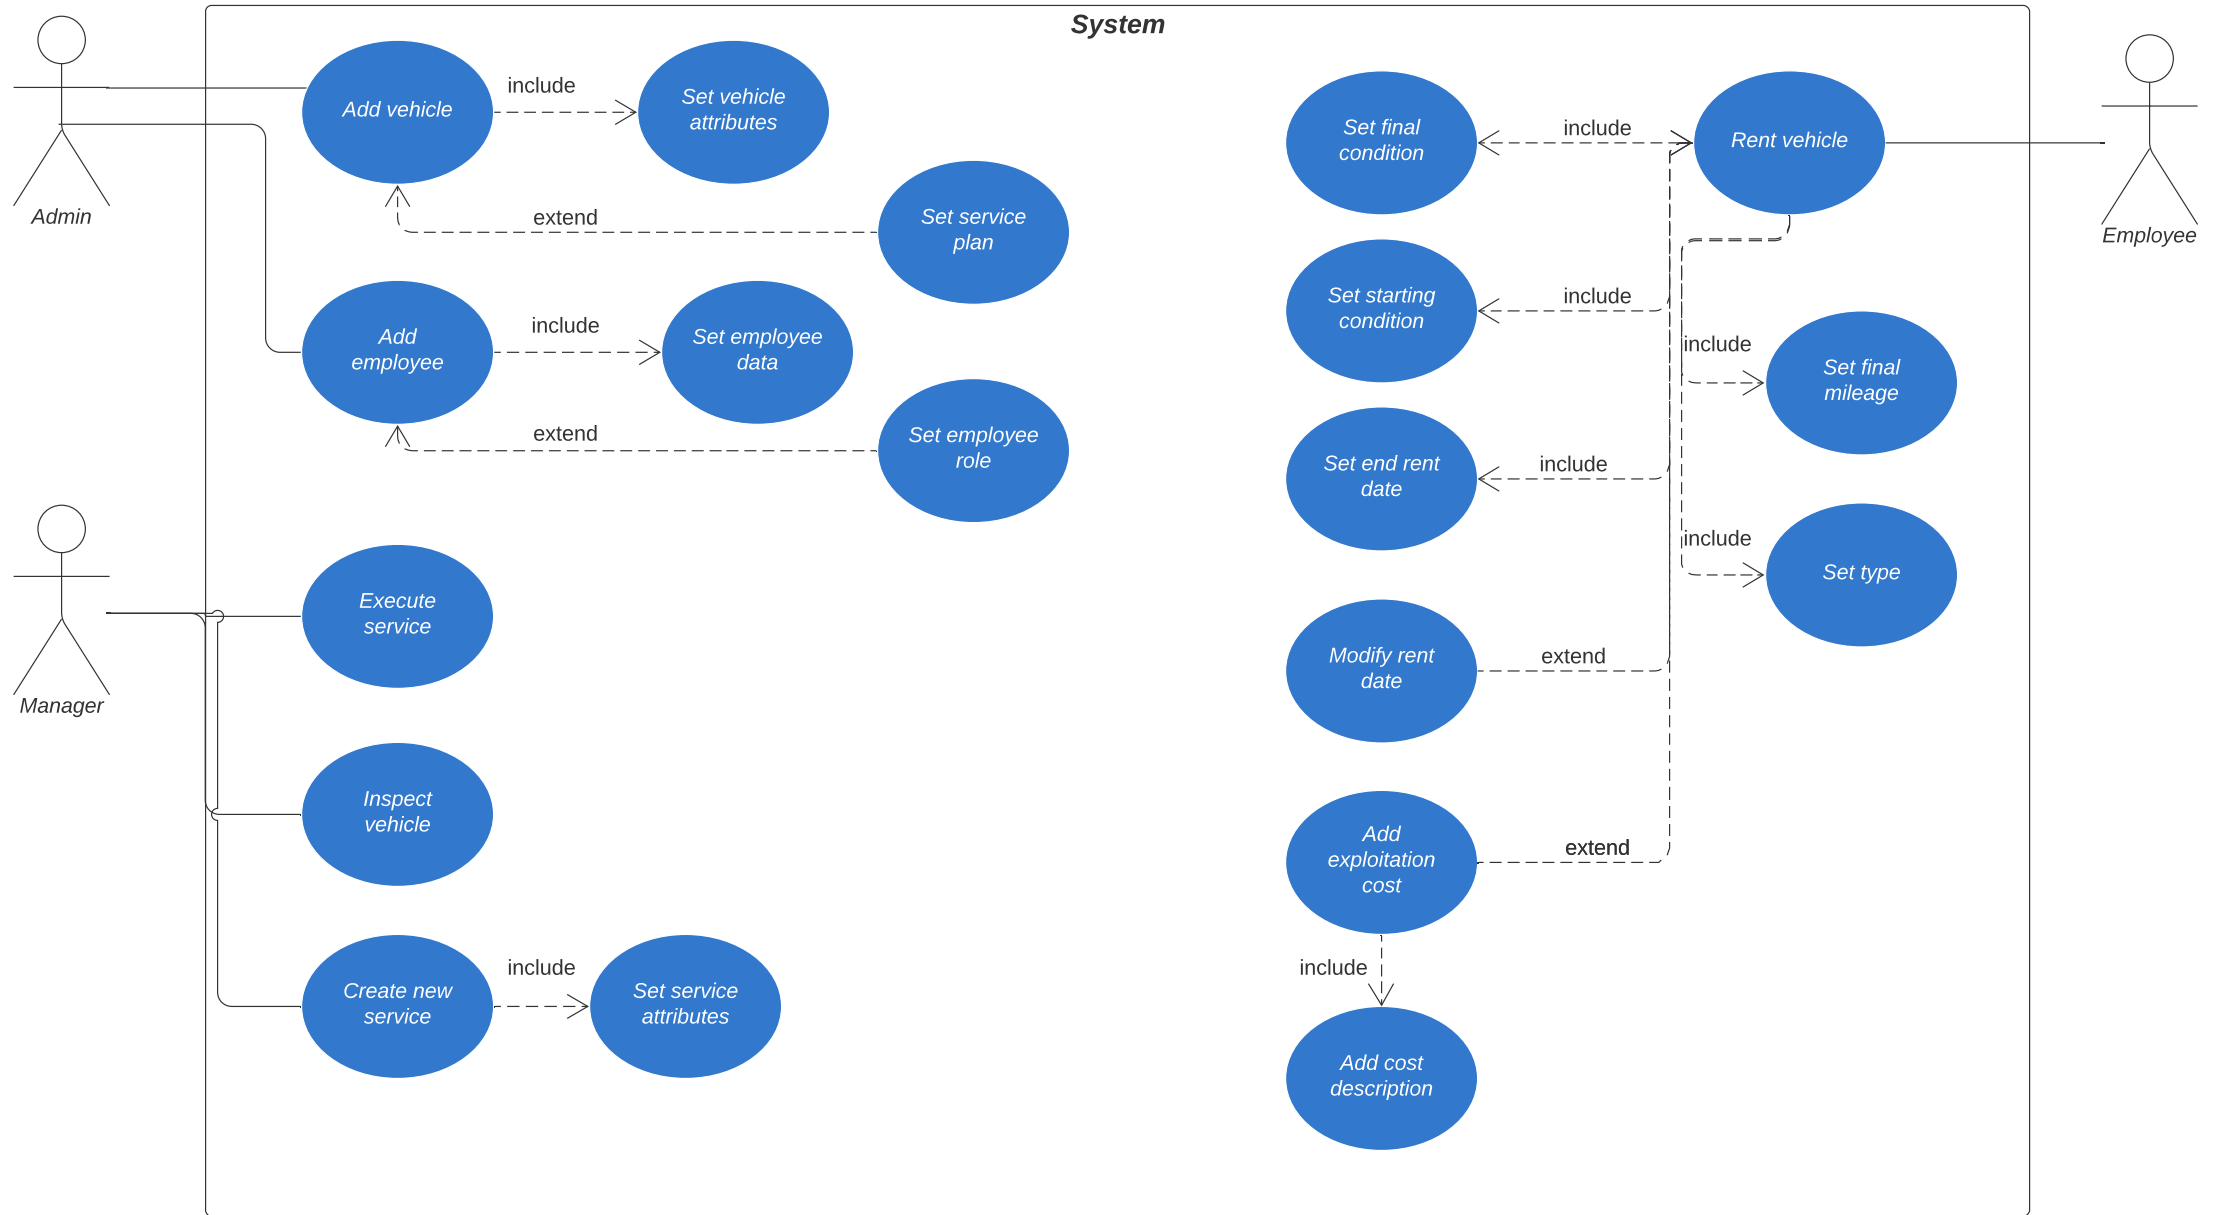 System
Add vehicle
include
Set vehicle
attributes
Set final
condition
include
Rent vehicle
Admin
extend
Set service
plan
Employee
Set starting
condition
include
Add
employee
include
Set employee
data
include
Set final
mileage
extend
Set employee
role
Set end rent
date
include
include
Set type
Execute
service
Manager
Modify rent
date
extend
Inspect
vehicle
Add
exploitation
cost
extend
Create new
service
include
Set service
attributes
include
Add cost
description